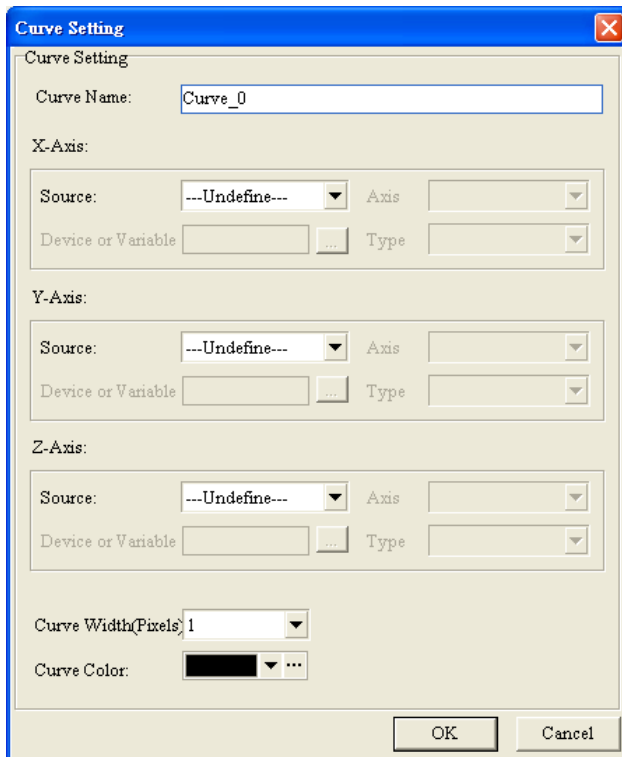 Curve Setting
Curve Setting
Curve Name: Curve_0
X-Axis:
Source: ---Undefine--- Axis
Device or Variable ... Type
Y-Axis:
Source: ---Undefine--- Axis
Device or Variable ... Type
Z-Axis:
Source: ---Undefine--- Axis
Device or Variable ... Type
Curve Width(Pixels) 1
Curve Color: ...
OK Cancel